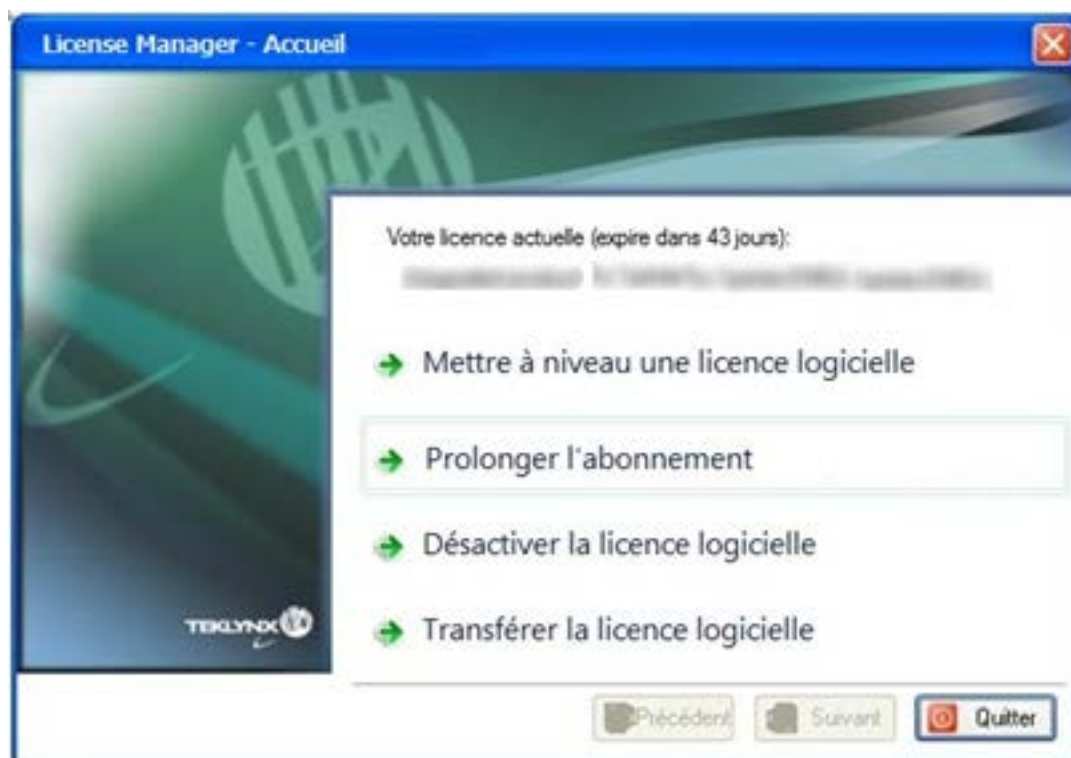 License Manager - Accueil
Votre licence actuelle (expire dans 43 jours):
Mettre à niveau une licence logicielle
Prolonger l'abonnement
Désactiver la licence logicielle
Transférer la licence logicielle
TEKLYNX
Précédent
Suivant
Quitter